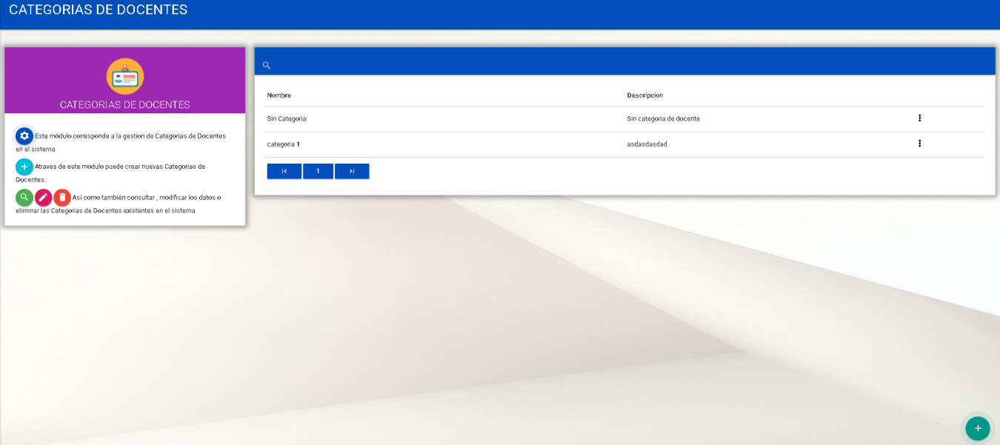 CATEGORIAS DE DOCENTES
CATEGORIAS DE DOCENTES
Este módulo corresponde a la gestion de Categorias de Docentes
en el sistema
Atraves de este modulo puede crear nuevas Categorias de
Docentes.
Así como también consultar , modificar los datos o
eliminar las Categorias de Docentes existentes en el sistema
Nombre Descripcion
Sin Categoria Sin categoria de docente
categoria 1 asdasdasdad
1